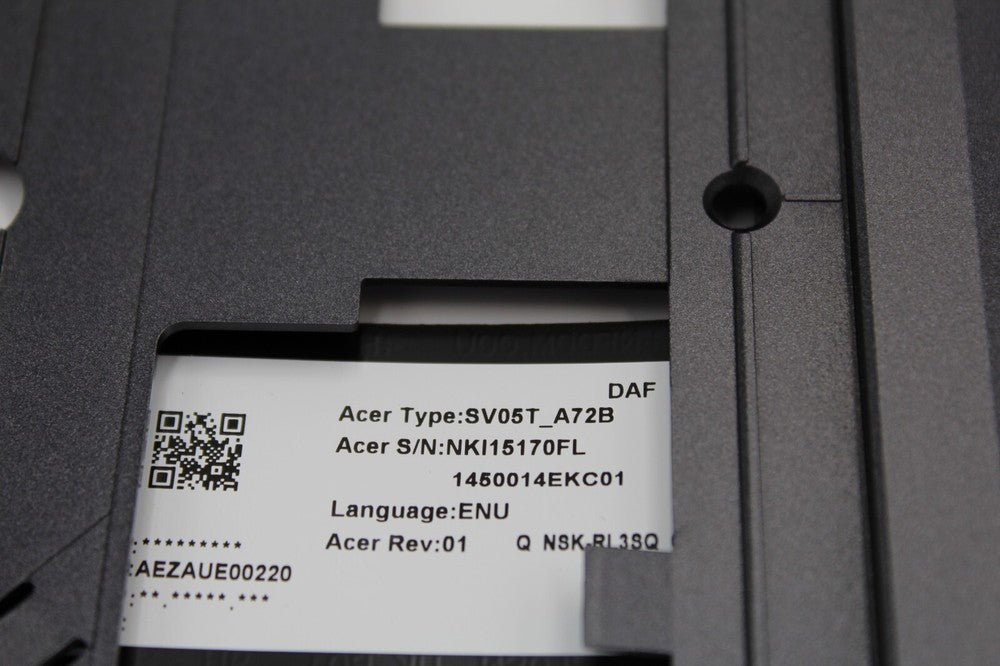 DAF
Acer Type:SV05T_A72B
Acer S/N:NKI15170FL
1450014EKC01
Language:ENU
Acer Rev:01 Q NSK-RL3SQ
:*********
:AEZAUE00220
:**.*****.***
: